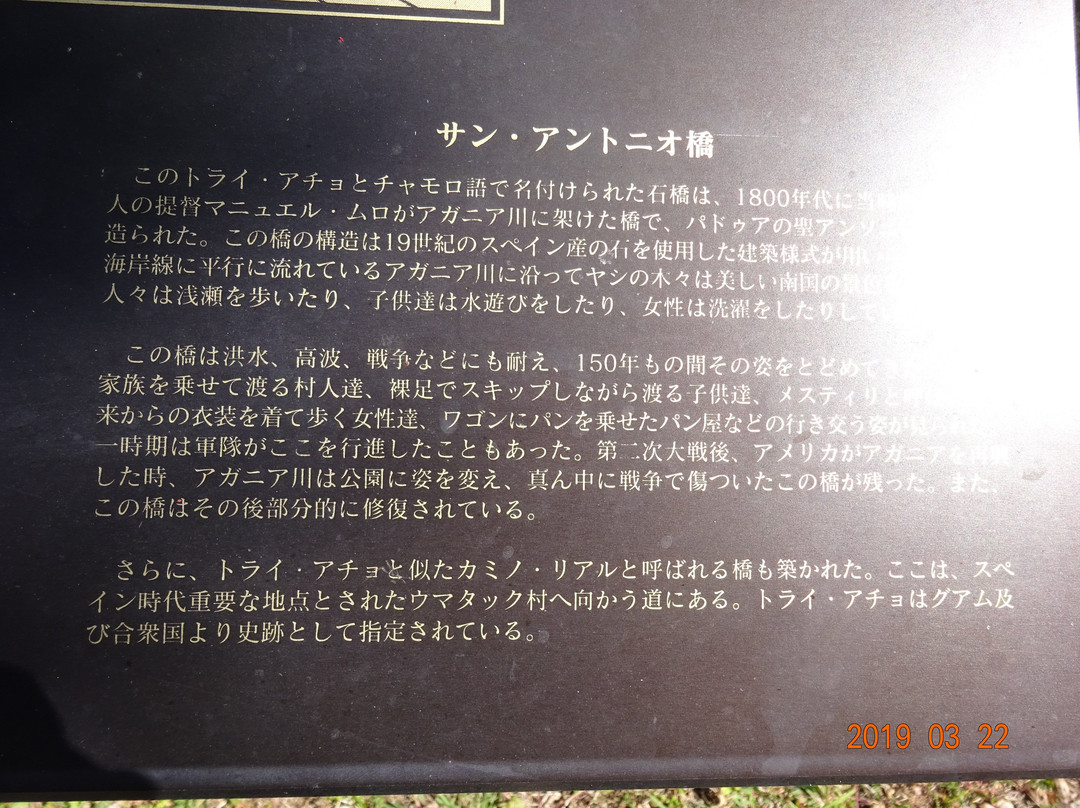 サン・アントニオ橋
このトライ・アチョとチャモロ語で名付けられた石橋は、1800年代に当時
人の提督マニュエル・ムロがアガニア川に架けた橋で、パドゥアの聖アンソニ
造られた。この橋の構造は19世紀のスペイン産の石を使用した建築様式が用い
海岸線に平行に流れているアガニア川に沿ってヤシの木々は美しい南国の景色
人々は浅瀬を歩いたり、子供達は水遊びをしたり、女性は洗濯をしたりして
この橋は洪水、高波、戦争などにも耐え、150年もの間その姿をとどめて
家族を乗せて渡る村人達、裸足でスキップしながら渡る子供達、メスティリと
来からの衣装を着て歩く女性達、ワゴンにパンを乗せたパン屋などの行き交う姿が見られ
一時期は軍隊がここを行進したこともあった。第二次大戦後、アメリカがアガニアを再
した時、アガニア川は公園に姿を変え、真ん中に戦争で傷ついたこの橋が残った。また、
この橋はその後部分的に修復されている。
さらに、トライ・アチョと似たカミノ・リアルと呼ばれる橋も築かれた。ここは、スペ
イン時代重要な地点とされたウマタック村へ向かう道にある。トライ・アチョはグアム及
び合衆国より史跡として指定されている。
2019 03 22